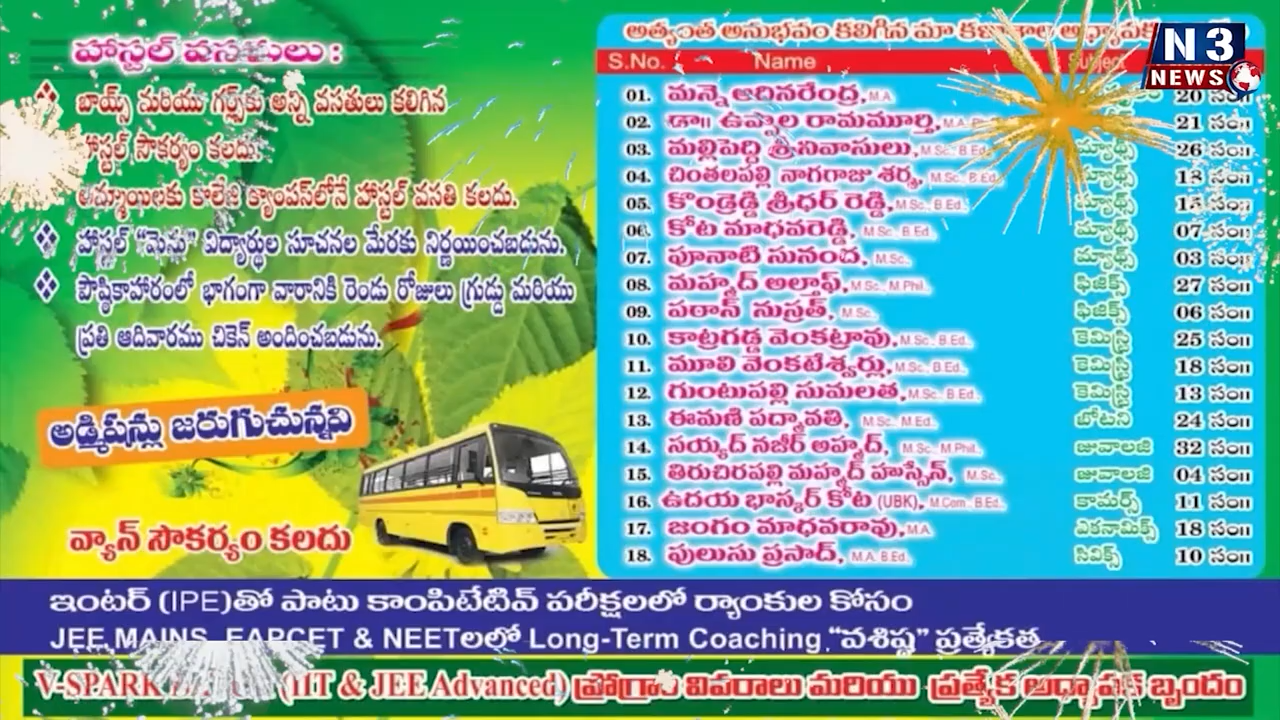 హాస్టల్ వసతులు :
బాయ్స్ మరియు గర్ల్స్‌కు అన్ని వసతులు కలిగిన
హాస్టల్ సౌకర్యం కలదు.
అమ్మాయిలకు కాలేజి క్యాంపస్‌లోనే హాస్టల్ వసతి కలదు.
హాస్టల్ "మెను" విద్యార్థుల సూచనల మేరకు నిర్ణయించబడును.
పౌష్ఠికాహారంలో భాగంగా వారానికి రెండు రోజులు గ్రుడ్డు మరియు
ప్రతి ఆదివారము చికెన్ అందించబడును.
అడ్మిషన్లు జరుగుచున్నవి
వ్యాన్ సౌకర్యం కలదు
అత్యంత అనుభవం కలిగిన మా కళాశాల
N3
NEWS
S.No. Name Subject
01. మన్నె ఆదినరేంద్ర, M.A 20 సం॥
02. డా॥ ఉప్పల రామమూర్తి, 21 సం॥
03. మల్లిపెద్ది శ్రీనివాసులు, M.Sc., B.Ed. మ్యాథ్స్ 26 సం॥
04. చింతలపల్లి నాగరాజు శర్మ, M.Sc., B.Ed. మ్యాథ్స్ 18 సం॥
05. కొండ్రెడ్డి శ్రీధర్ రెడ్డి, M.Sc., B.Ed. మ్యాథ్స్ 15 సం॥
06. కోట మాధవరెడ్డి, M.Sc., B.Ed. మ్యాథ్స్ 07 సం॥
07. పూనాటి సునంద, M.Sc. మ్యాథ్స్ 03 సం॥
08. మహ్మద్ అల్తాఫ్, M.Sc., M.Phil. ఫిజిక్స్ 27 సం॥
09. పఠాన్ నుస్రత్, M.Sc. ఫిజిక్స్ 06 సం॥
10. కాట్రగడ్డ వెంకట్రావు, M.Sc., B.Ed., కెమిస్ట్రి 25 సం॥
11. మూలి వెంకటేశ్వర్లు, M.Sc., B.Ed., కెమిస్ట్రి 18 సం॥
12. గుంటుపల్లి సుమలత, M.Sc., B.Ed. కెమిస్ట్రి 13 సం॥
13. ఈమణి పద్మావతి, M.Sc., M.Ed. బోటని 24 సం॥
14. సయ్యద్ నజీర్ అహ్మద్, M.Sc., M.Phil. జువాలజి 32 సం॥
15. తిరుచిరపల్లి మహ్మద్ హుస్సేన్, M.Sc. జువాలజి 04 సం॥
16. ఉదయ భాస్కర్ కోట (UBK), M.Com., B.Ed. కామర్స్ 11 సం॥
17. జంగం మాధవరావు, M.A ఎకనామిక్స్ 18 సం॥
18. పులుసు ప్రసాద్, M.A. B.Ed. సివిక్స్ 10 సం॥
ఇంటర్ (IPE)తో పాటు కాంపిటేటివ్ పరీక్షలలో ర్యాంకుల కోసం
JEE MAINS, EAPCET & NEETలలో Long-Term Coaching "వశిష్ఠ" ప్రత్యేకత
V-SPARK (IIT & JEE Advanced) ప్రోగ్రాం వివరాలు మరియు ప్రత్యేక అధ్యాపక బృందం